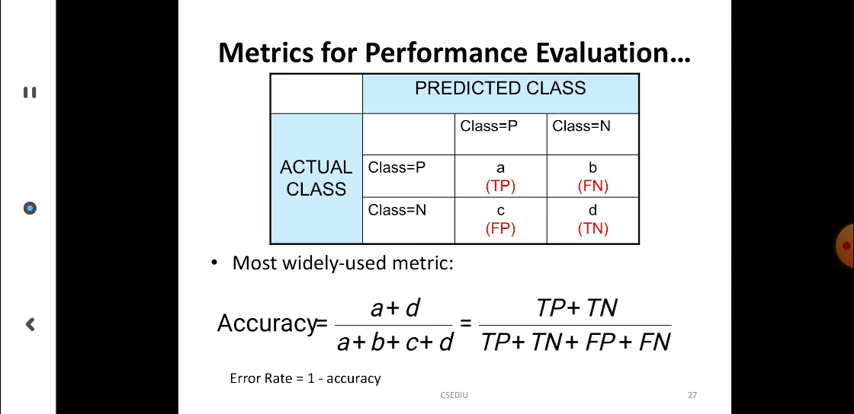 Metrics for Performance Evaluation...
PREDICTED CLASS
Class=P Class=N
ACTUAL CLASS
Class=P a (TP) b (FN)
Class=N c (FP) d (TN)
• Most widely-used metric:
Accuracy= a + d / a + b + c + d = TP + TN / TP + TN + FP + FN
Error Rate = 1 - accuracy
CSEDIU 27